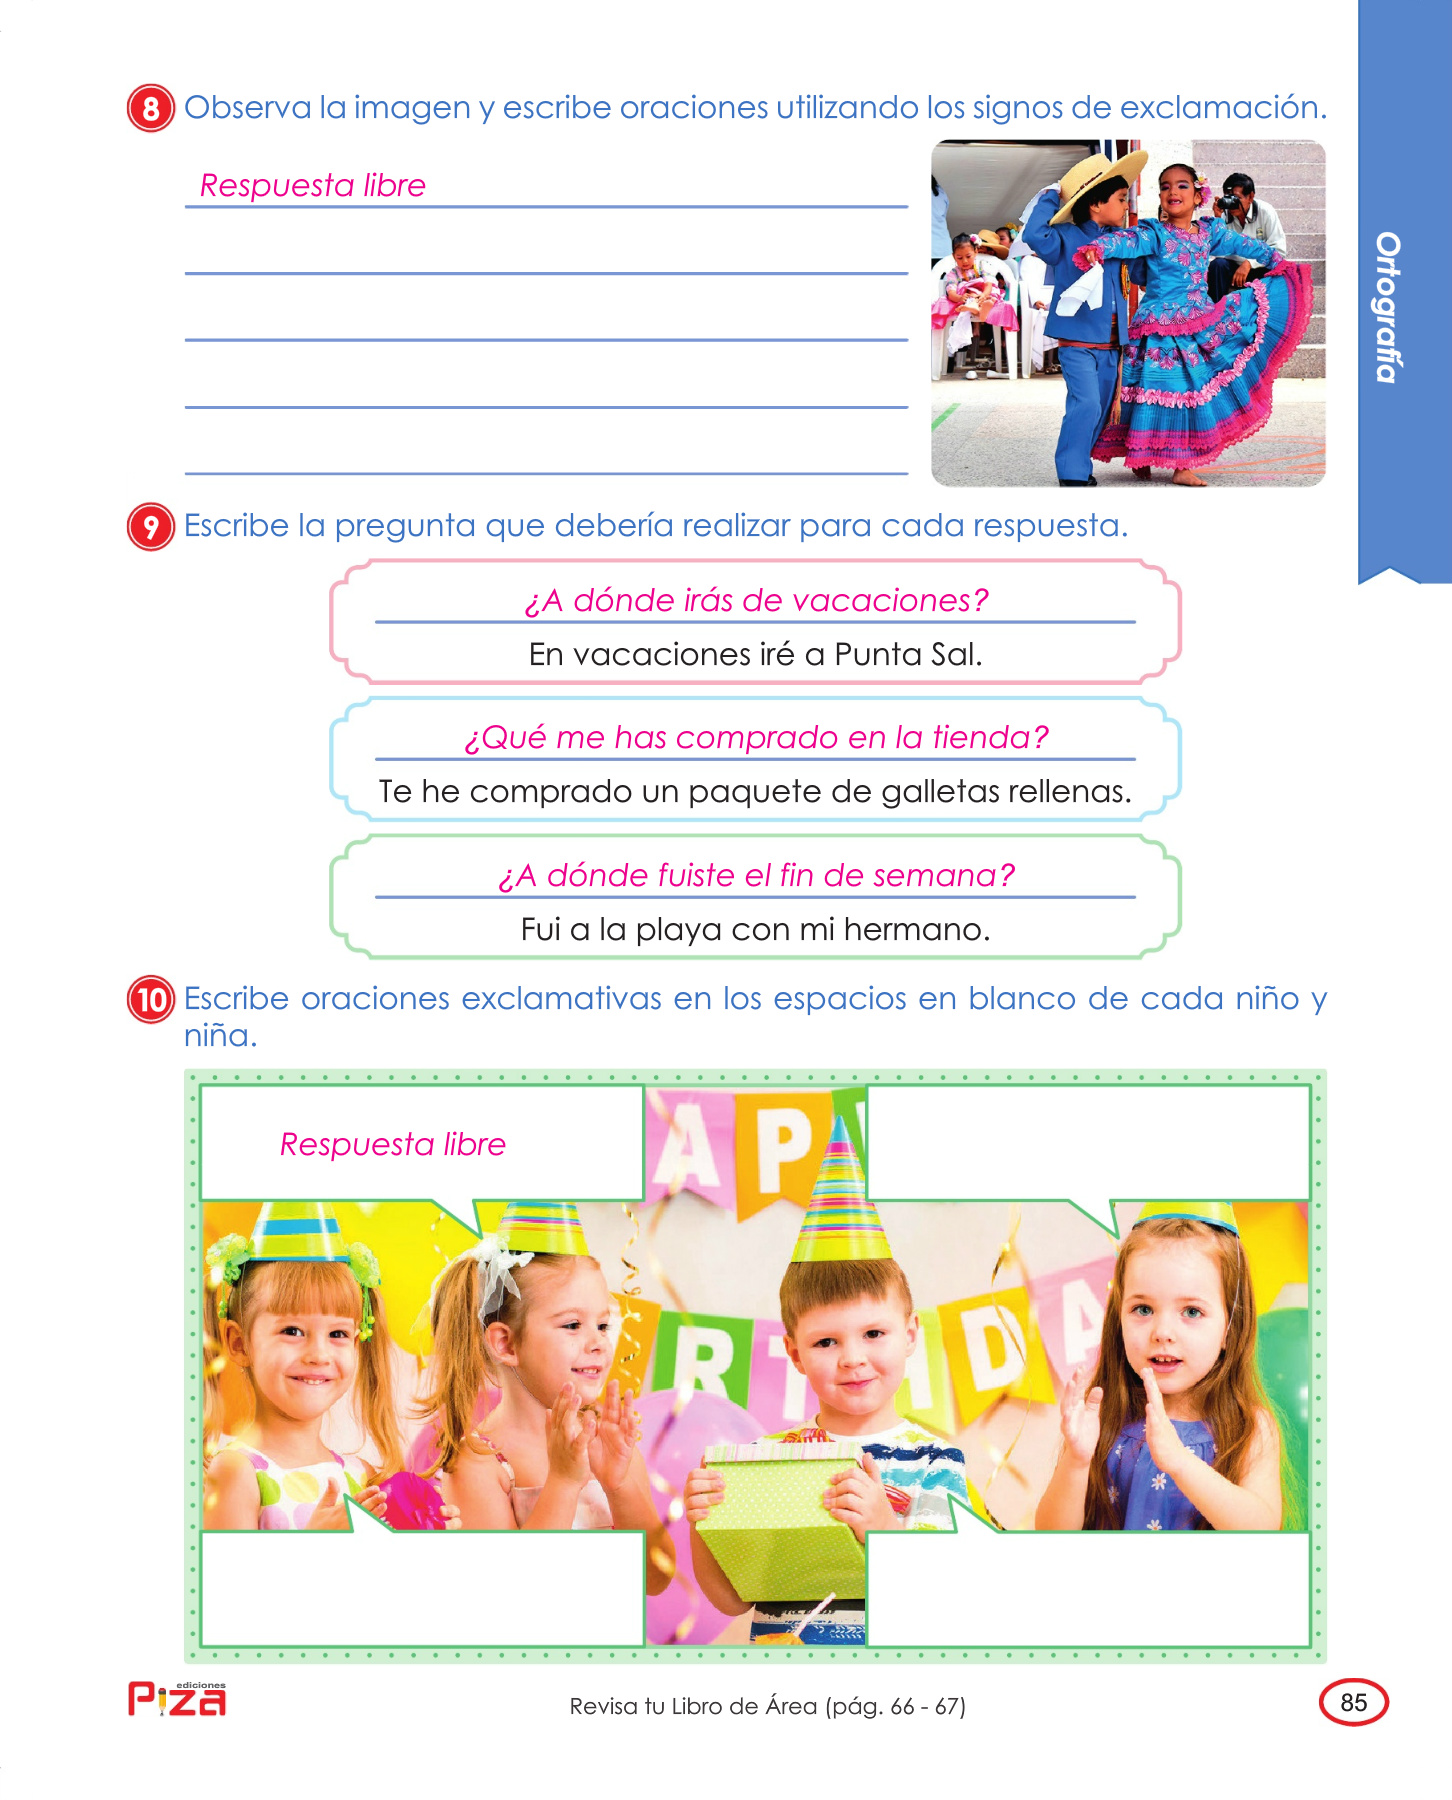 8 Observa la imagen y escribe oraciones utilizando los signos de exclamación.
Respuesta libre
Ortografía
9 Escribe la pregunta que debería realizar para cada respuesta.
¿A dónde irás de vacaciones?
En vacaciones iré a Punta Sal.
¿Qué me has comprado en la tienda?
Te he comprado un paquete de galletas rellenas.
¿A dónde fuiste el fin de semana?
Fui a la playa con mi hermano.
10 Escribe oraciones exclamativas en los espacios en blanco de cada niño y
niña.
Respuesta libre
AP
RTIDA
ediciones
Piza
Revisa tu Libro de Área (pág. 66 - 67)
85